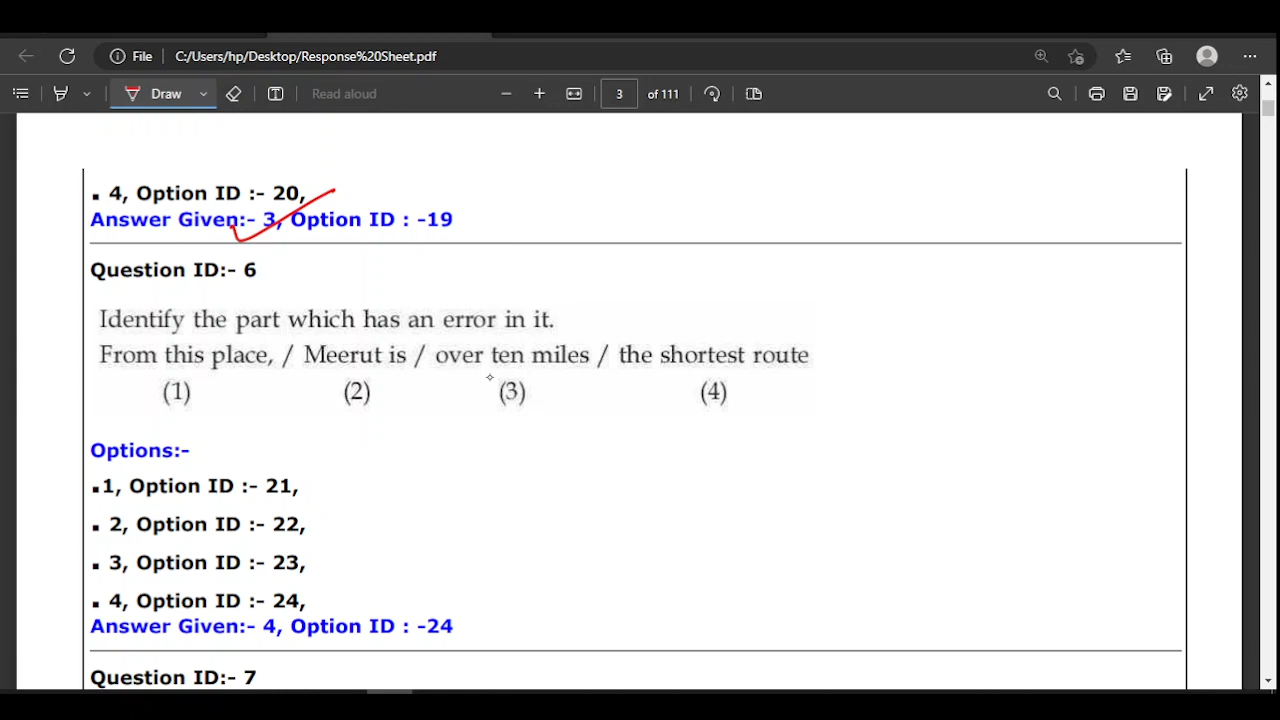 File
C:/Users/hp/Desktop/Response%20Sheet.pdf
Draw
Read aloud
3
of 111
▪ 4, Option ID :- 20,
Answer Given:- 3, Option ID : -19
Question ID:- 6
Identify the part which has an error in it.
From this place, / Meerut is / over ten miles / the shortest route
(1) (2) (3) (4)
Options:-
▪1, Option ID :- 21,
▪ 2, Option ID :- 22,
▪ 3, Option ID :- 23,
▪ 4, Option ID :- 24,
Answer Given:- 4, Option ID : -24
Question ID:- 7